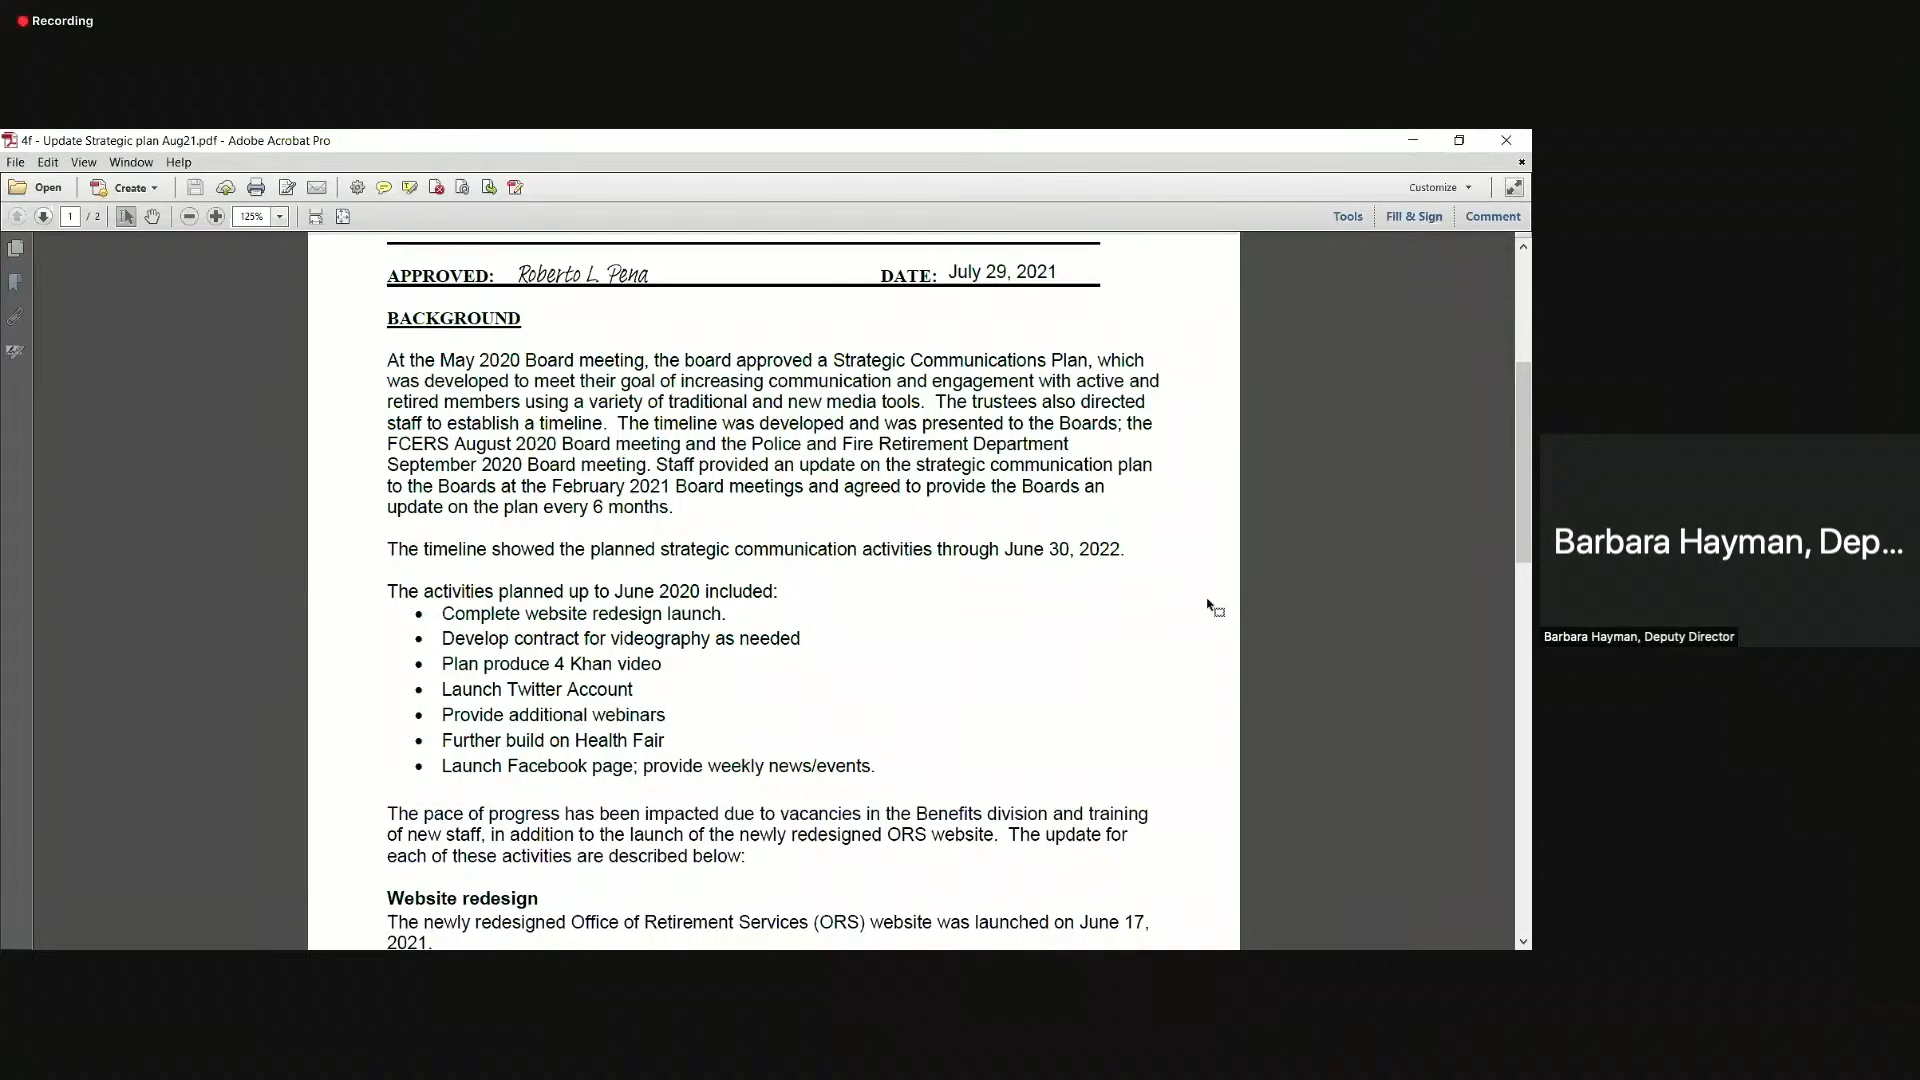 Recording
4f - Update Strategic plan Aug21.pdf - Adobe Acrobat Pro
File Edit View Window Help
Open Create Customize
1 / 2 125% Tools Fill & Sign Comment
APPROVED: Roberto L. Pena DATE: July 29, 2021
BACKGROUND
At the May 2020 Board meeting, the board approved a Strategic Communications Plan, which
was developed to meet their goal of increasing communication and engagement with active and
retired members using a variety of traditional and new media tools. The trustees also directed
staff to establish a timeline. The timeline was developed and was presented to the Boards; the
FCERS August 2020 Board meeting and the Police and Fire Retirement Department
September 2020 Board meeting. Staff provided an update on the strategic communication plan
to the Boards at the February 2021 Board meetings and agreed to provide the Boards an
update on the plan every 6 months.
The timeline showed the planned strategic communication activities through June 30, 2022.
The activities planned up to June 2020 included:
• Complete website redesign launch.
• Develop contract for videography as needed
• Plan produce 4 Khan video
• Launch Twitter Account
• Provide additional webinars
• Further build on Health Fair
• Launch Facebook page; provide weekly news/events.
The pace of progress has been impacted due to vacancies in the Benefits division and training
of new staff, in addition to the launch of the newly redesigned ORS website. The update for
each of these activities are described below:
Website redesign
The newly redesigned Office of Retirement Services (ORS) website was launched on June 17,
2021.
Barbara Hayman, Dep...
Barbara Hayman, Deputy Director